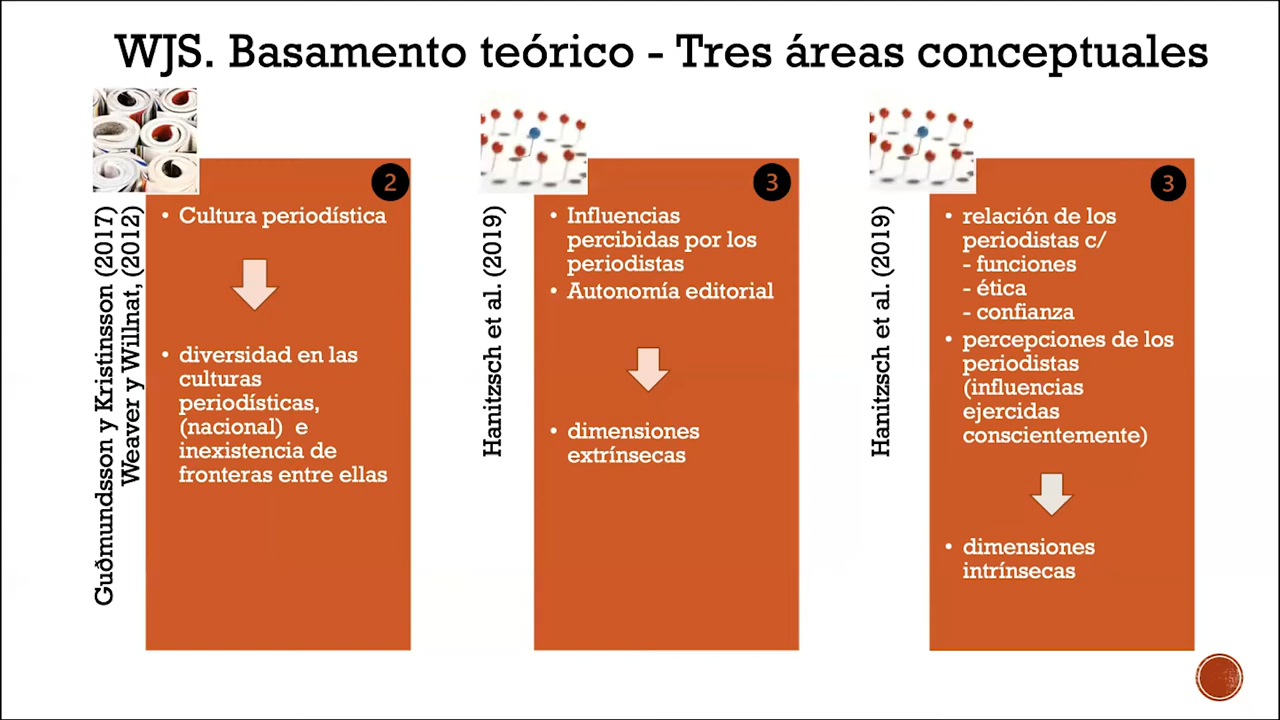 WJS. Basamento teórico - Tres áreas conceptuales
Guðmundsson y Kristinsson (2017)
Weaver y Willnat, (2012)
2
• Cultura periodística
• diversidad en las
culturas
periodísticas,
(nacional) e
inexistencia de
fronteras entre ellas
Hanitzsch et al. (2019)
3
• Influencias
percibidas por los
periodistas
• Autonomía editorial
• dimensiones
extrínsecas
Hanitzsch et al. (2019)
3
• relación de los
periodistas c/
- funciones
- ética
- confianza
• percepciones de los
periodistas
(influencias
ejercidas
conscientemente)
• dimensiones
intrínsecas